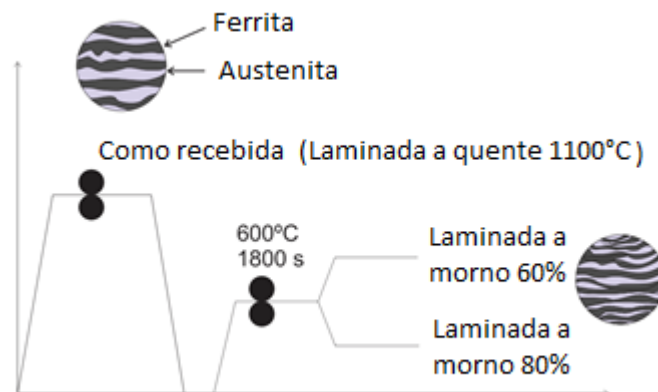 Ferrita
Austenita
Como recebida (Laminada a quente 1100°C)
600ºC
1800 s
Laminada a
morno 60%
Laminada a
morno 80%